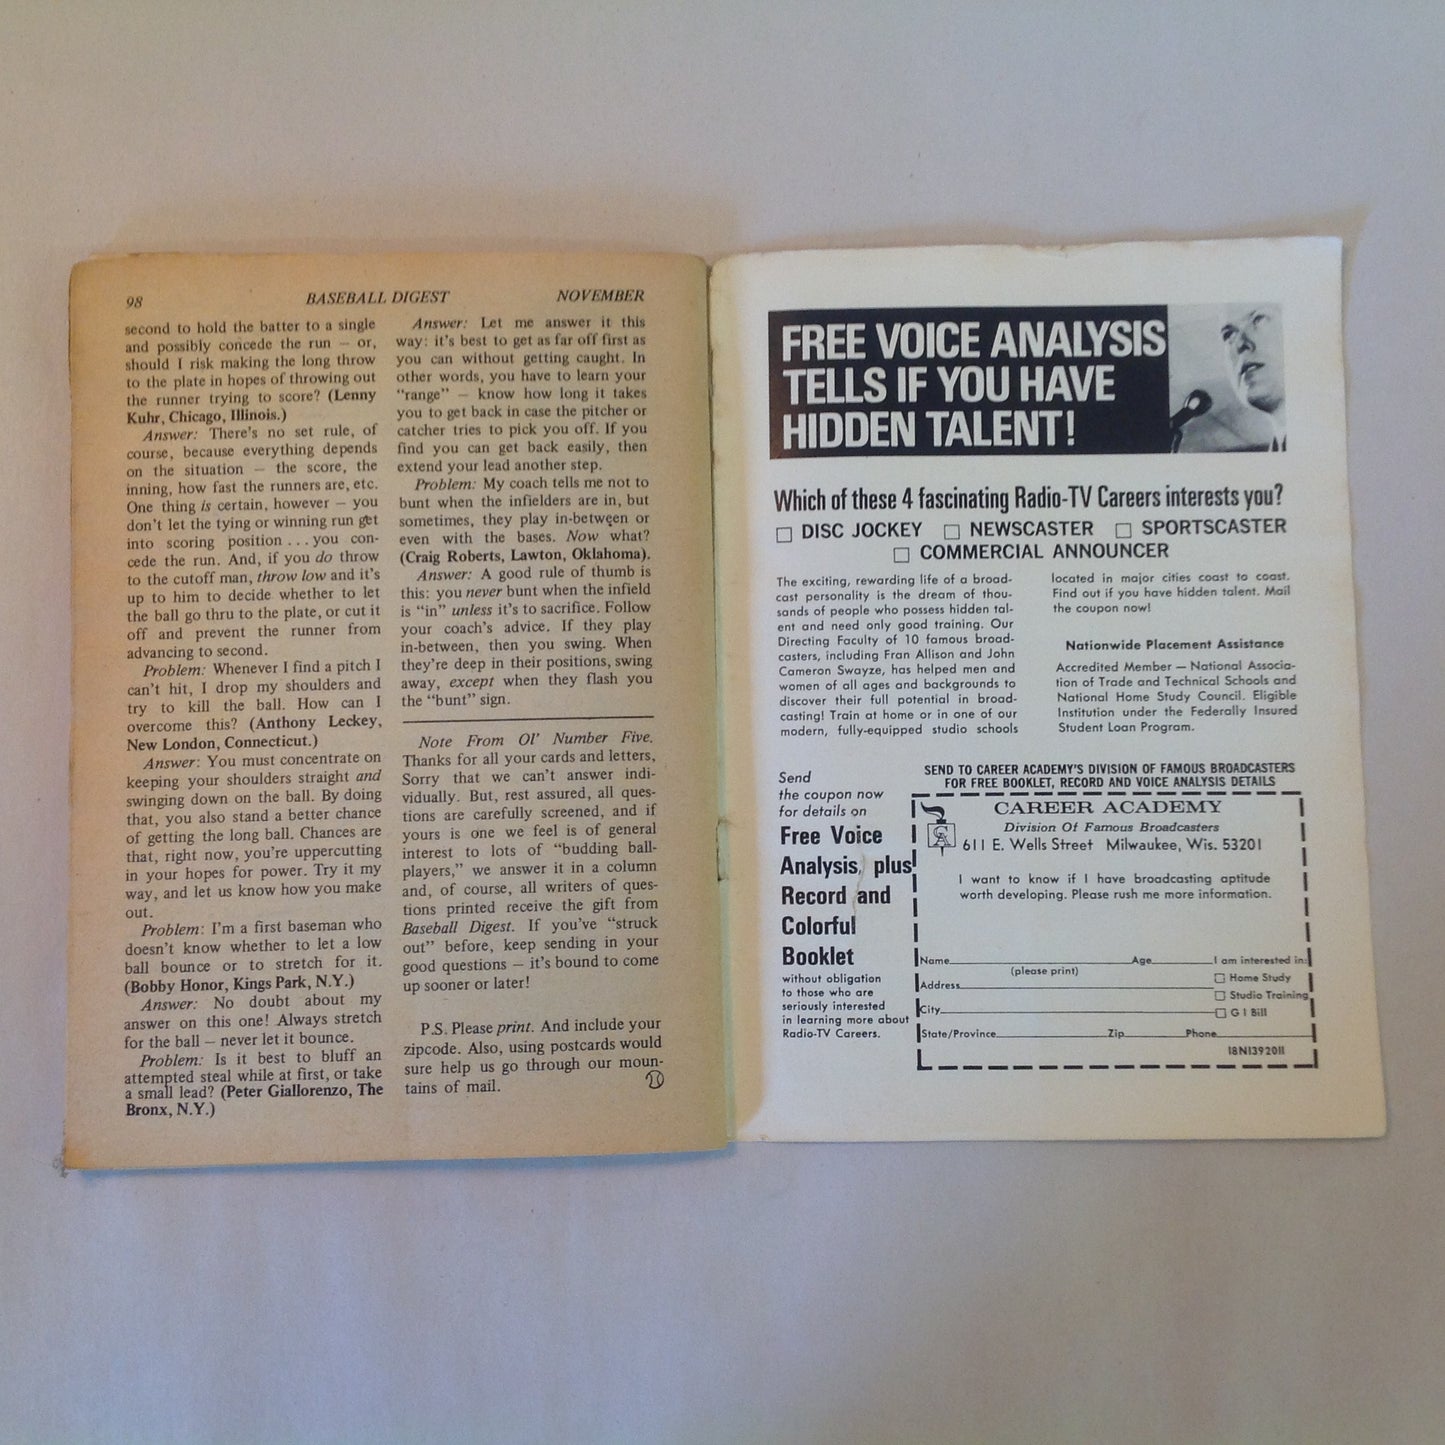 98 BASEBALL DIGEST NOVEMBER
second to hold the batter to a single
and possibly concede the run — or,
should I risk making the long throw
to the plate in hopes of throwing out
the runner trying to score? (Lenny
Kuhr, Chicago, Illinois.)
Answer: There's no set rule, of
course, because everything depends
on the situation — the score, the
inning, how fast the runners are, etc.
One thing is certain, however — you
don't let the tying or winning run get
into scoring position . . . you con-
cede the run. And, if you do throw
to the cutoff man, throw low and it's
up to him to decide whether to let
the ball go thru to the plate, or cut it
off and prevent the runner from
advancing to second.
Problem: Whenever I find a pitch I
can't hit, I drop my shoulders and
try to kill the ball. How can I
overcome this? (Anthony Leckey,
New London, Connecticut.)
Answer: You must concentrate on
keeping your shoulders straight and
swinging down on the ball. By doing
that, you also stand a better chance
of getting the long ball. Chances are
that, right now, you're uppercutting
in your hopes for power. Try it my
way, and let us know how you make
out.
Problem: I'm a first baseman who
doesn't know whether to let a low
ball bounce or to stretch for it.
(Bobby Honor, Kings Park, N.Y.)
Answer: No doubt about my
answer on this one! Always stretch
for the ball — never let it bounce.
Problem: Is it best to bluff an
attempted steal while at first, or take
a small lead? (Peter Giallorenzo, The
Bronx, N.Y.)
Answer: Let me answer it this
way: it's best to get as far off first as
you can without getting caught. In
other words, you have to learn your
"range" — know how long it takes
you to get back in case the pitcher or
catcher tries to pick you off. If you
find you can get back easily, then
extend your lead another step.
Problem: My coach tells me not to
bunt when the infielders are in, but
sometimes, they play in-between or
even with the bases. Now what?
(Craig Roberts, Lawton, Oklahoma).
Answer: A good rule of thumb is
this: you never bunt when the infield
is "in" unless it's to sacrifice. Follow
your coach's advice. If they play
in-between, then you swing. When
they're deep in their positions, swing
away, except when they flash you
the "bunt" sign.
Note From Ol' Number Five.
Thanks for all your cards and letters,
Sorry that we can't answer indi-
vidually. But, rest assured, all ques-
tions are carefully screened, and if
yours is one we feel is of general
interest to lots of "budding ball-
players," we answer it in a column
and, of course, all writers of ques-
tions printed receive the gift from
Baseball Digest. If you've "struck
out" before, keep sending in your
good questions — it's bound to come
up sooner or later!
P.S. Please print. And include your
zipcode. Also, using postcards would
sure help us go through our moun-
tains of mail.
FREE VOICE ANALYSIS
TELLS IF YOU HAVE
HIDDEN TALENT!
Which of these 4 fascinating Radio-TV Careers interests you?
DISC JOCKEY NEWSCASTER SPORTSCASTER
COMMERCIAL ANNOUNCER
The exciting, rewarding life of a broad-
cast personality is the dream of thou-
sands of people who possess hidden tal-
ent and need only good training. Our
Directing Faculty of 10 famous broad-
casters, including Fran Allison and John
Cameron Swayze, has helped men and
women of all ages and backgrounds to
discover their full potential in broad-
casting! Train at home or in one of our
modern, fully-equipped studio schools
located in major cities coast to coast.
Find out if you have hidden talent. Mail
the coupon now!
Nationwide Placement Assistance
Accredited Member — National Associa-
tion of Trade and Technical Schools and
National Home Study Council. Eligible
Institution under the Federally Insured
Student Loan Program.
Send
the coupon now
for details on
Free Voice
Analysis, plus
Record and
Colorful
Booklet
without obligation
to those who are
seriously interested
in learning more about
Radio-TV Careers.
SEND TO CAREER ACADEMY'S DIVISION OF FAMOUS BROADCASTERS
FOR FREE BOOKLET, RECORD AND VOICE ANALYSIS DETAILS
CAREER ACADEMY
Division Of Famous Broadcasters
CA
611 E. Wells Street Milwaukee, Wis. 53201
I want to know if I have broadcasting aptitude
worth developing. Please rush me more information.
Name Age I am interested in:
(please print) Home Study
Address Studio Training
City G I Bill
State/Province Zip Phone
18N1392011